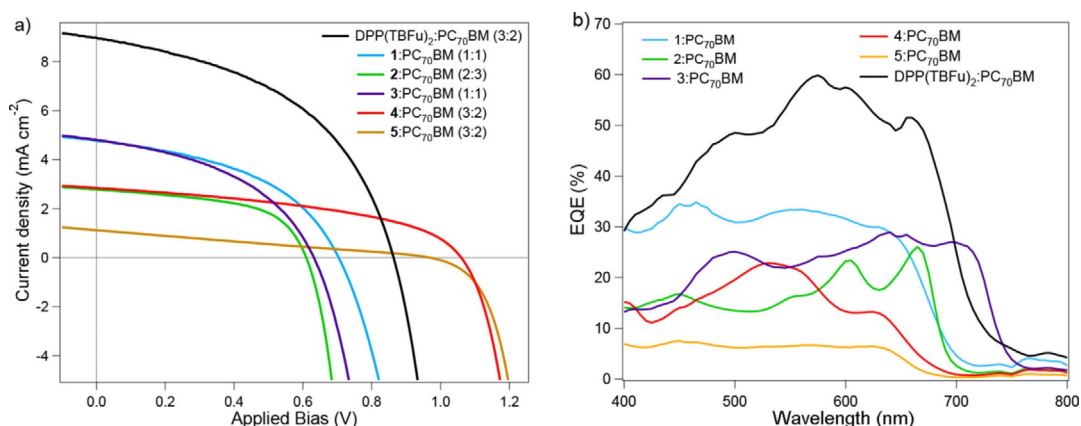 a)
8
6
4
2
0
-2
-4
Current density (mA cm⁻²)
DPP(TBFu)₂:PC₇₀BM (3:2)
1:PC₇₀BM (1:1)
2:PC₇₀BM (2:3)
3:PC₇₀BM (1:1)
4:PC₇₀BM (3:2)
5:PC₇₀BM (3:2)
0.0 0.2 0.4 0.6 0.8 1.0 1.2
Applied Bias (V)
b)
70
60
50
40
30
20
10
0
EQE (%)
1:PC₇₀BM
2:PC₇₀BM
3:PC₇₀BM
4:PC₇₀BM
5:PC₇₀BM
DPP(TBFu)₂:PC₇₀BM
400 500 600 700 800
Wavelength (nm)